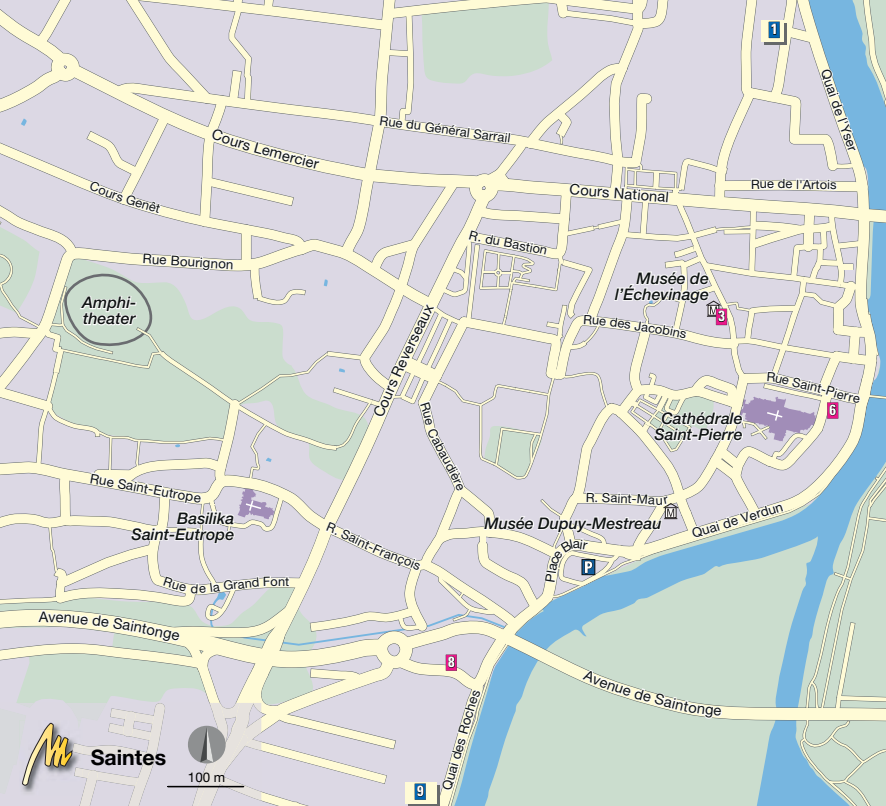 1
Quai de l'Yser
Rue du Général Sarrail
Cours Lemercier
Cours Genêt
Cours National
Rue de l'Artois
R. du Bastion
Rue Bourignon
Musée de
l'Échevinage
M
3
Amphi-
theater
Rue des Jacobins
Cours Reverseaux
Rue Saint-Pierre
6
Cathédrale
Saint-Pierre
Rue Cabaudière
Rue Saint-Eutrope
R. Saint-Maur
M
Basilika
Saint-Eutrope
Musée Dupuy-Mestreau
Quai de Verdun
R. Saint-François
Place Blair
P
Rue de la Grand Font
Avenue de Saintonge
8
Avenue de Saintonge
Quai des Roches
Saintes
100 m
9